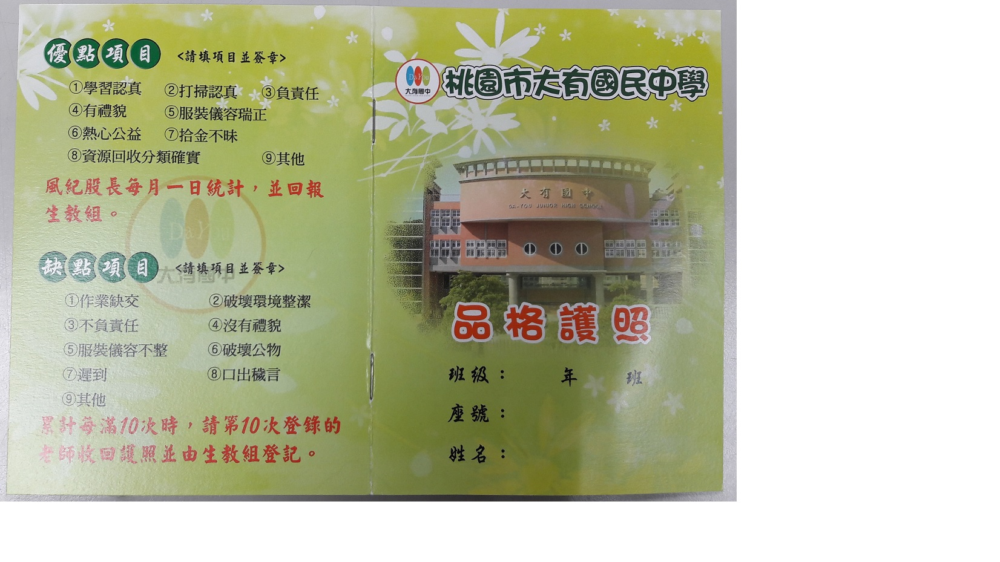 優點項目 <請填項目並簽章>
①學習認真 ②打掃認真 ③負責任
④有禮貌 ⑤服裝儀容瑞正
⑥熱心公益 ⑦拾金不昧
⑧資源回收分類確實 ⑨其他
風紀股長每月一日統計，並回報
生教組。
Da You
大有國中
缺點項目 <請填項目並簽章>
①作業缺交 ②破壞環境整潔
③不負責任 ④沒有禮貌
⑤服裝儀容不整 ⑥破壞公物
⑦遲到 ⑧口出穢言
⑨其他
累計每滿10次時，請第10次登錄的
老師收回護照並由生教組登記。
Da You
大有國中
桃園市大有國民中學
大有國中
DA-YOU JUNIOR HIGH SCHOOL
品格護照
班級： 年 班
座號：
姓名：